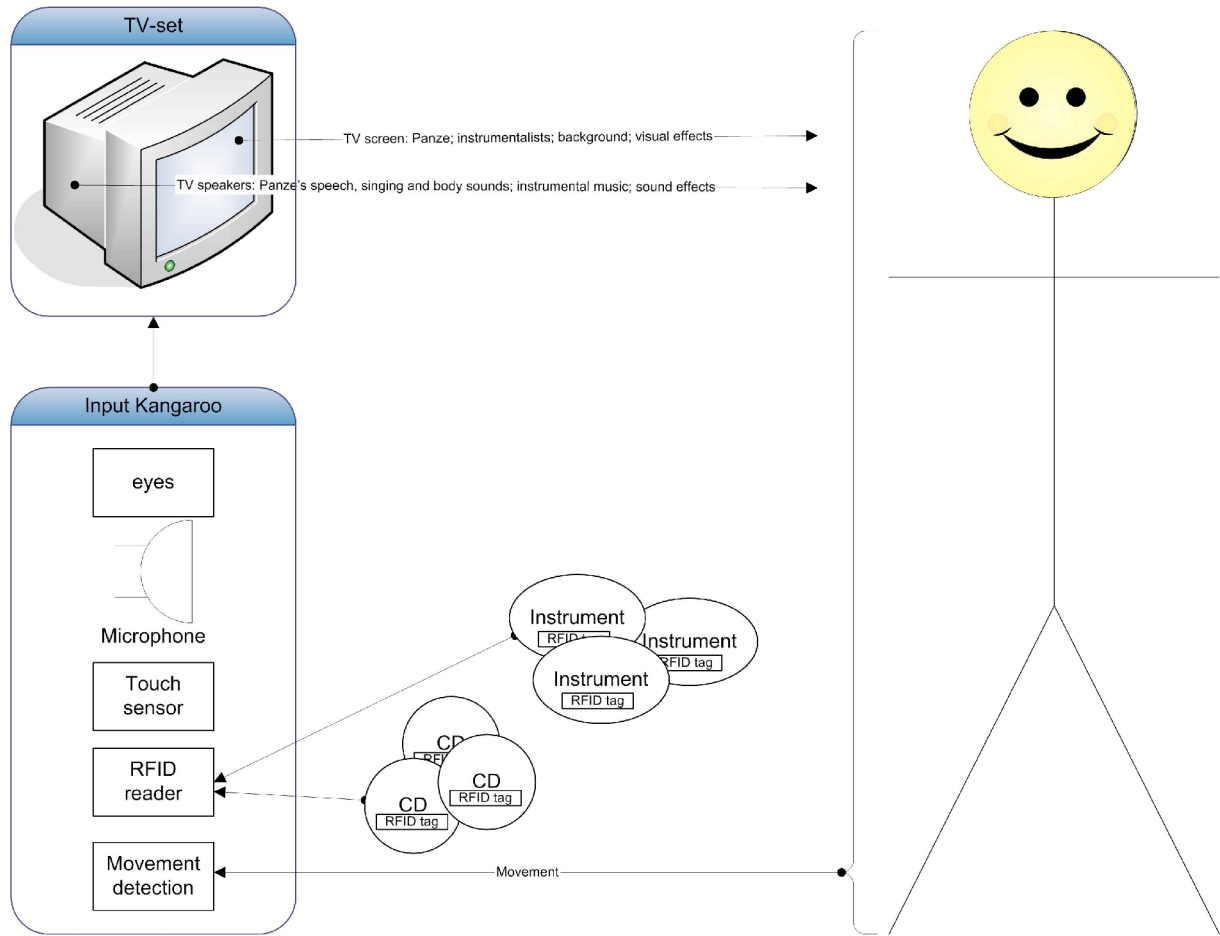 TV-set
TV screen: Panze; instrumentalists; background; visual effects
TV speakers: Panze's speech, singing and body sounds; instrumental music; sound effects
Input Kangaroo
eyes
Microphone
Touch
sensor
RFID
reader
Movement
detection
Instrument
RFID t
Instrument
RFID tag
Instrument
RFID tag
CD
RFI
CD
RFID tag
CD
RFID tag
Movement